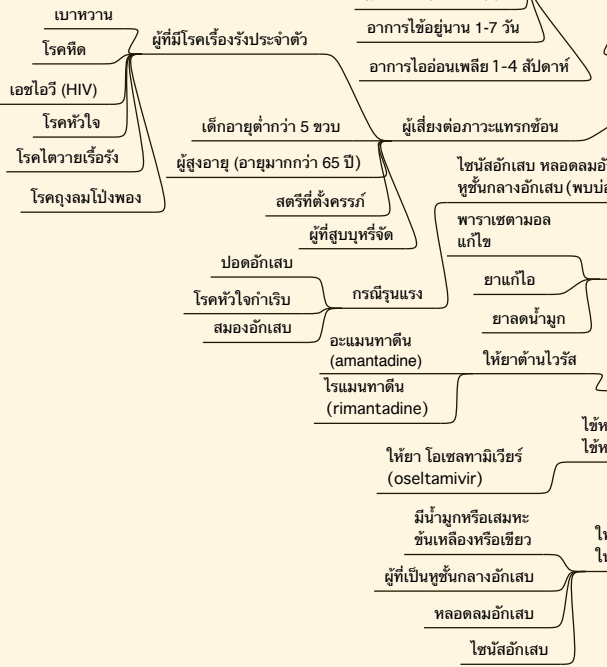 อาการไข้อยู่นาน 1-7 วัน
อาการไออ่อนเพลีย 1-4 สัปดาห์
เบาหวาน
โรคหืด
เอชไอวี (HIV)
โรคหัวใจ
โรคไตวายเรื้อรัง
โรคถุงลมโป่งพอง
ผู้ที่มีโรคเรื้องรังประจำตัว
เด็กอายุต่ำกว่า 5 ขวบ
ผู้สูงอายุ (อายุมากกว่า 65 ปี)
สตรีที่ตั้งครรภ์
ผู้ที่สูบบุหรี่จัด
ผู้เสี่ยงต่อภาวะแทรกซ้อน
ไซนัสอักเสบ หลอดลมอั
หูชั้นกลางอักเสบ (พบบ่อ
ปอดอักเสบ
โรคหัวใจกำเริบ
สมองอักเสบ
กรณีรุนแรง
พาราเซตามอล
แก้ไข
ยาแก้ไอ
ยาลดน้ำมูก
อะแมนทาดีน
(amantadine)
ไรแมนทาดีน
(rimantadine)
ให้ยาต้านไวรัส
ไข้ห
ไข้ห
ให้ยา โอเซลทามิเวียร์
(oseltamivir)
มีน้ำมูกหรือเสมหะ
ข้นเหลืองหรือเขียว
ผู้ที่เป็นหูชั้นกลางอักเสบ
หลอดลมอักเสบ
ไซนัสอักเสบ